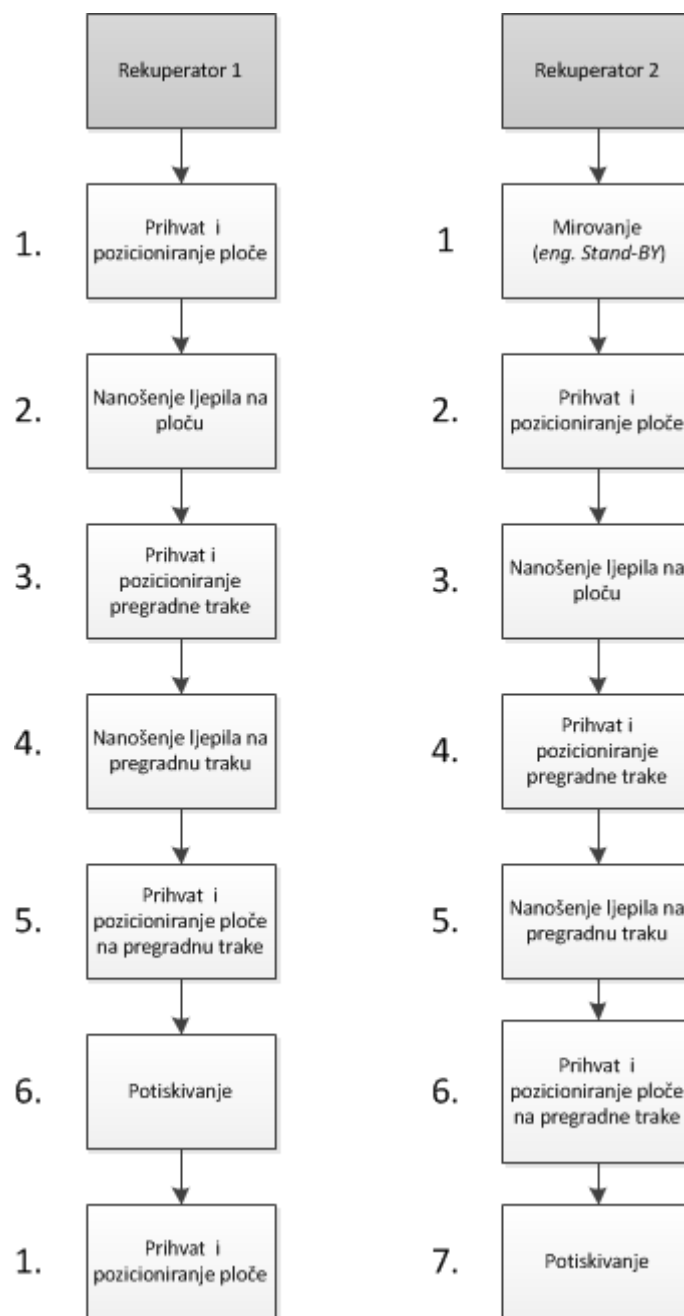 Rekuperator 1
1.
Prihvat i
pozicioniranje ploče
2.
Nanošenje ljepila na
ploču
3.
Prihvat i
pozicioniranje
pregradne trake
4.
Nanošenje ljepila na
pregradnu traku
5.
Prihvat i
pozicioniranje ploče
na pregradnu trake
6.
Potiskivanje
1.
Prihvat i
pozicioniranje ploče
Rekuperator 2
1
Mirovanje
(eng. Stand-BY)
2.
Prihvat i
pozicioniranje ploče
3.
Nanošenje ljepila na
ploču
4.
Prihvat i
pozicioniranje
pregradne trake
5.
Nanošenje ljepila na
pregradnu traku
6.
Prihvat i
pozicioniranje ploče
na pregradne trake
7.
Potiskivanje